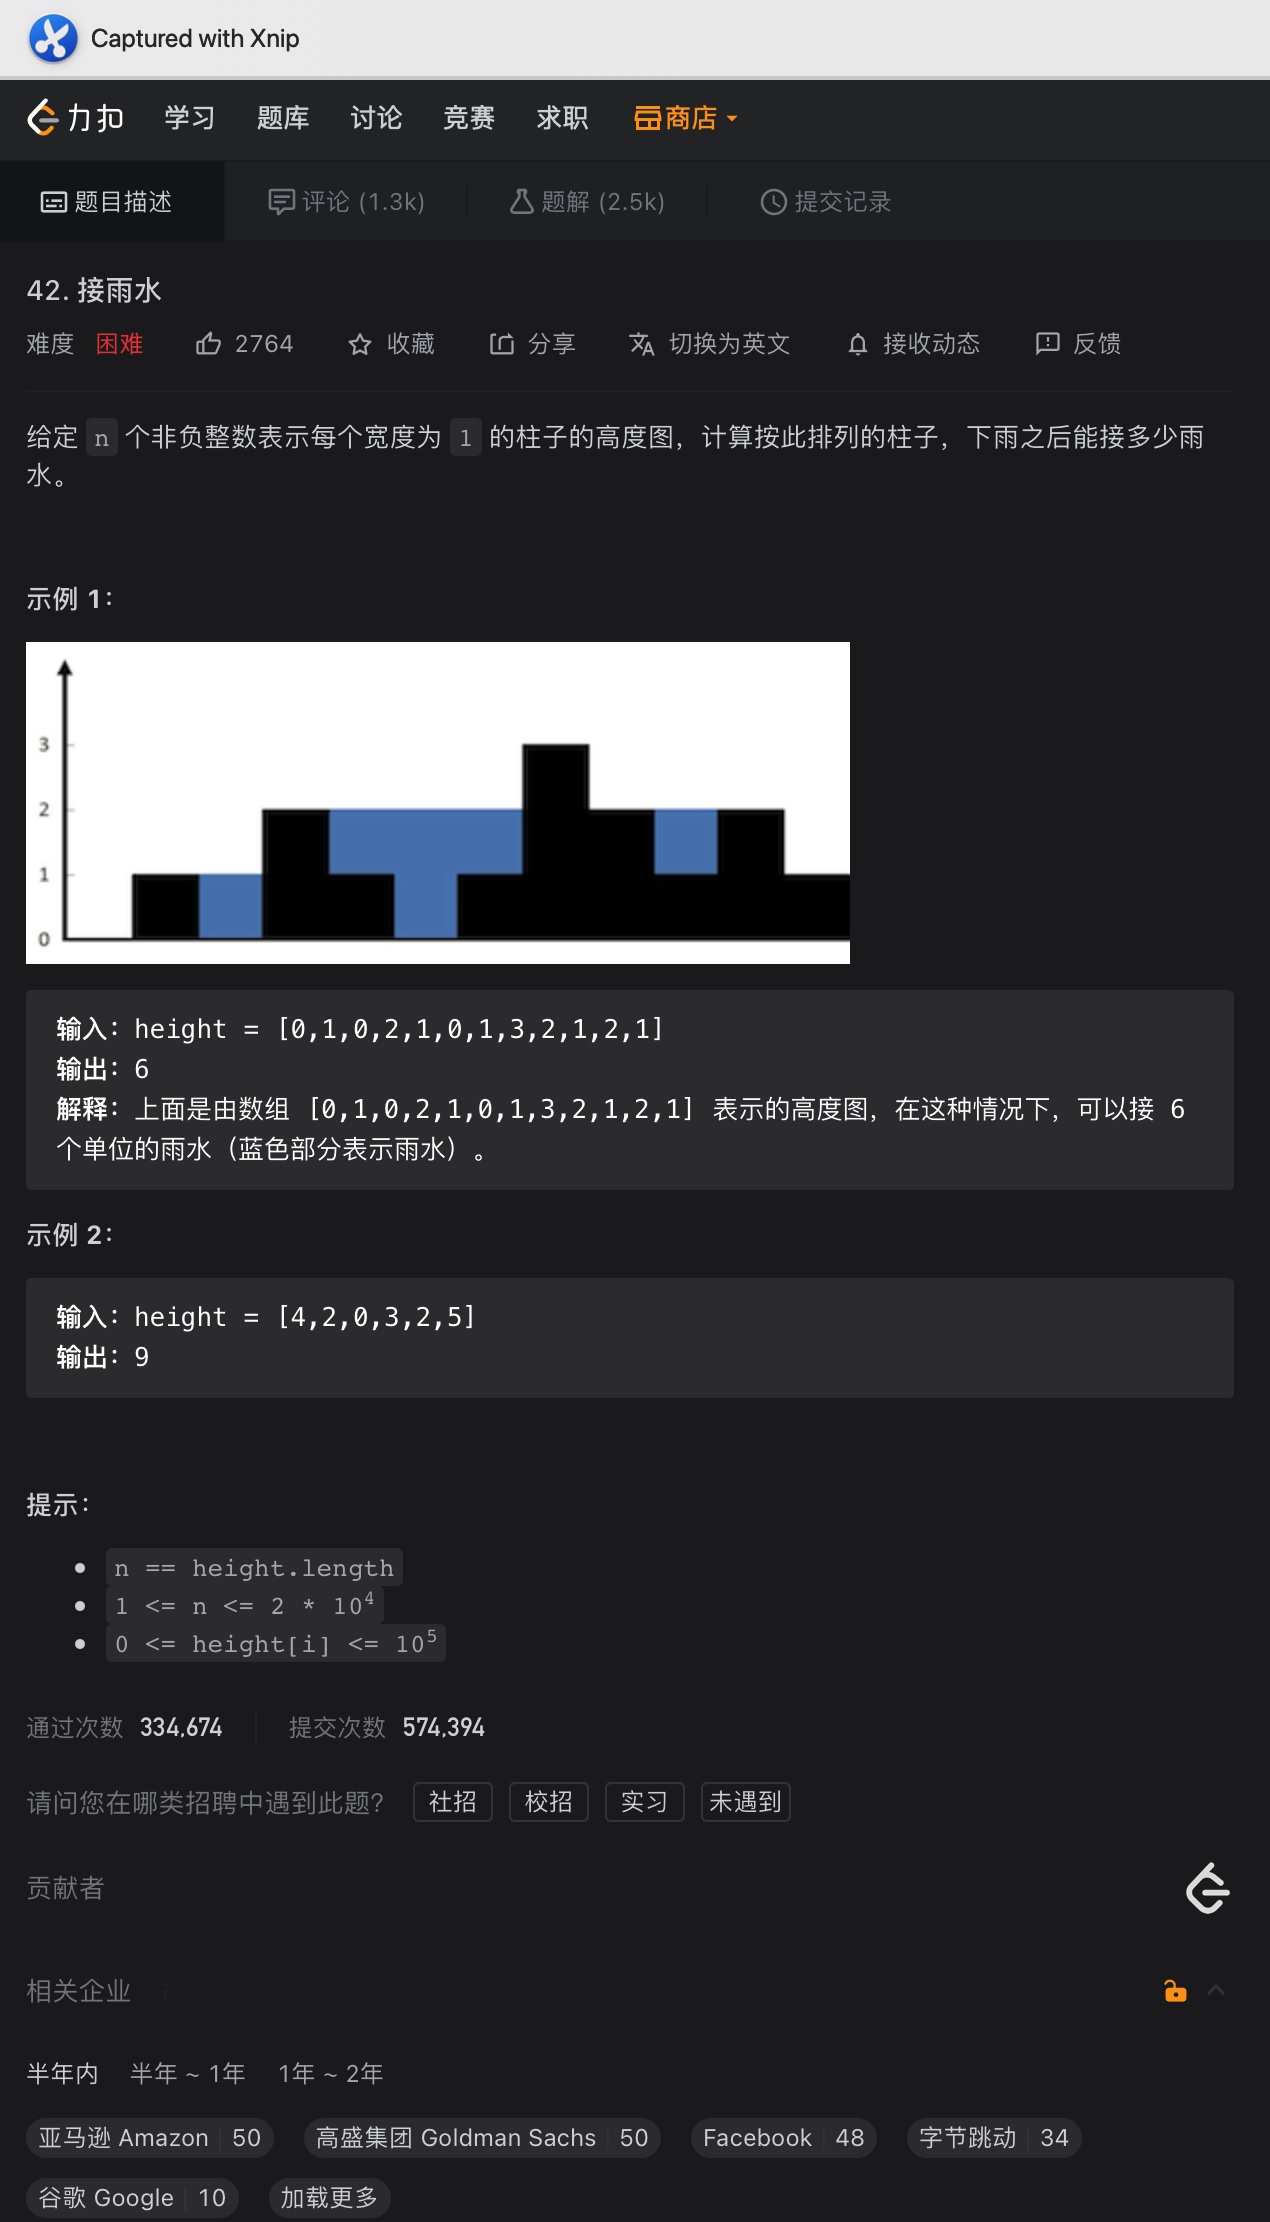 Captured with Xnip
力扣 学习 题库 讨论 竞赛 求职 商店
题目描述 评论 (1.3k) 题解 (2.5k) 提交记录
42. 接雨水
难度 困难 2764 收藏 分享 切换为英文 接收动态 反馈
给定 n 个非负整数表示每个宽度为 1 的柱子的高度图，计算按此排列的柱子，下雨之后能接多少雨
水。
示例 1：
3
2
1
0
输入：height = [0,1,0,2,1,0,1,3,2,1,2,1]
输出：6
解释：上面是由数组 [0,1,0,2,1,0,1,3,2,1,2,1] 表示的高度图，在这种情况下，可以接 6
个单位的雨水（蓝色部分表示雨水）。
示例 2：
输入：height = [4,2,0,3,2,5]
输出：9
提示：
n == height.length
1 <= n <= 2 * 10⁴
0 <= height[i] <= 10⁵
通过次数 334,674 提交次数 574,394
请问您在哪类招聘中遇到此题？ 社招 校招 实习 未遇到
贡献者
相关企业
半年内 半年 ~ 1年 1年 ~ 2年
亚马逊 Amazon 50 高盛集团 Goldman Sachs 50 Facebook 48 字节跳动 34
谷歌 Google 10 加载更多